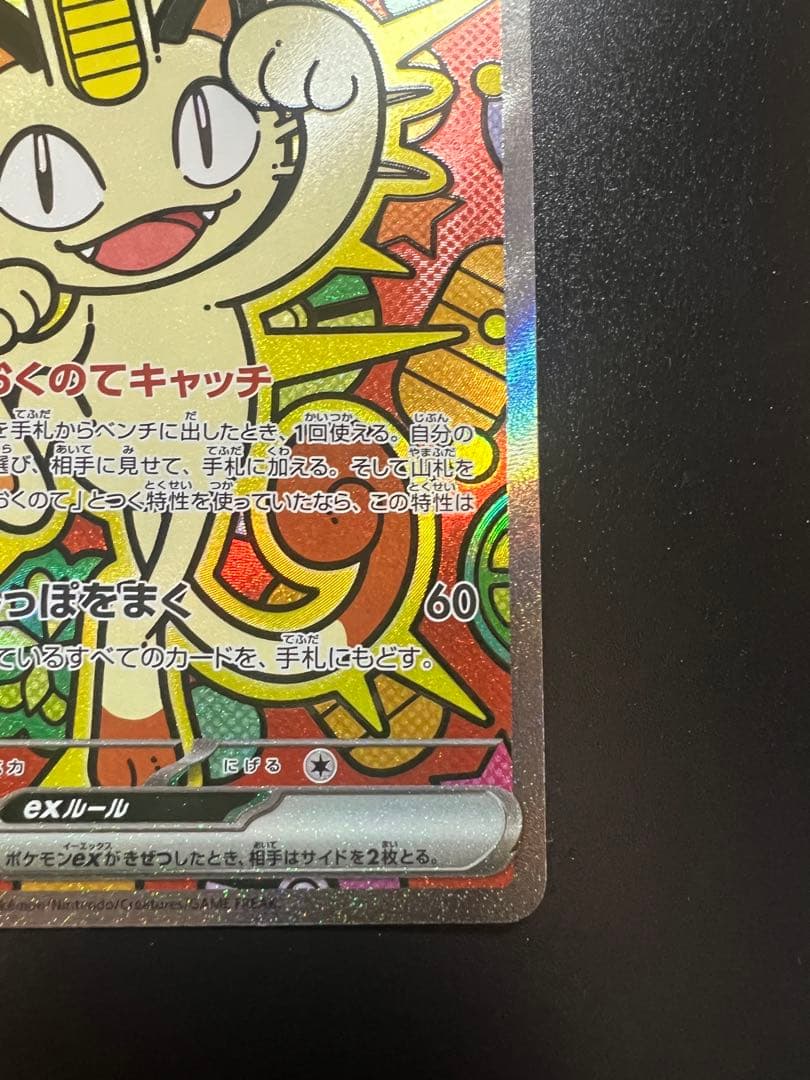 おくのてキャッチ
を手札からベンチに出したとき、1回使える。自分の
選び、相手に見せて、手札に加える。そして山札を
おくのて」とつく特性を使っていたなら、この特性は
っぽをまく 60
ているすべてのカードを、手札にもどす。
力 にげる
exルール
ポケモンexがきぜつしたとき、相手はサイドを2枚とる。
Pokémon/Nintendo/Creatures/GAME FREAK.